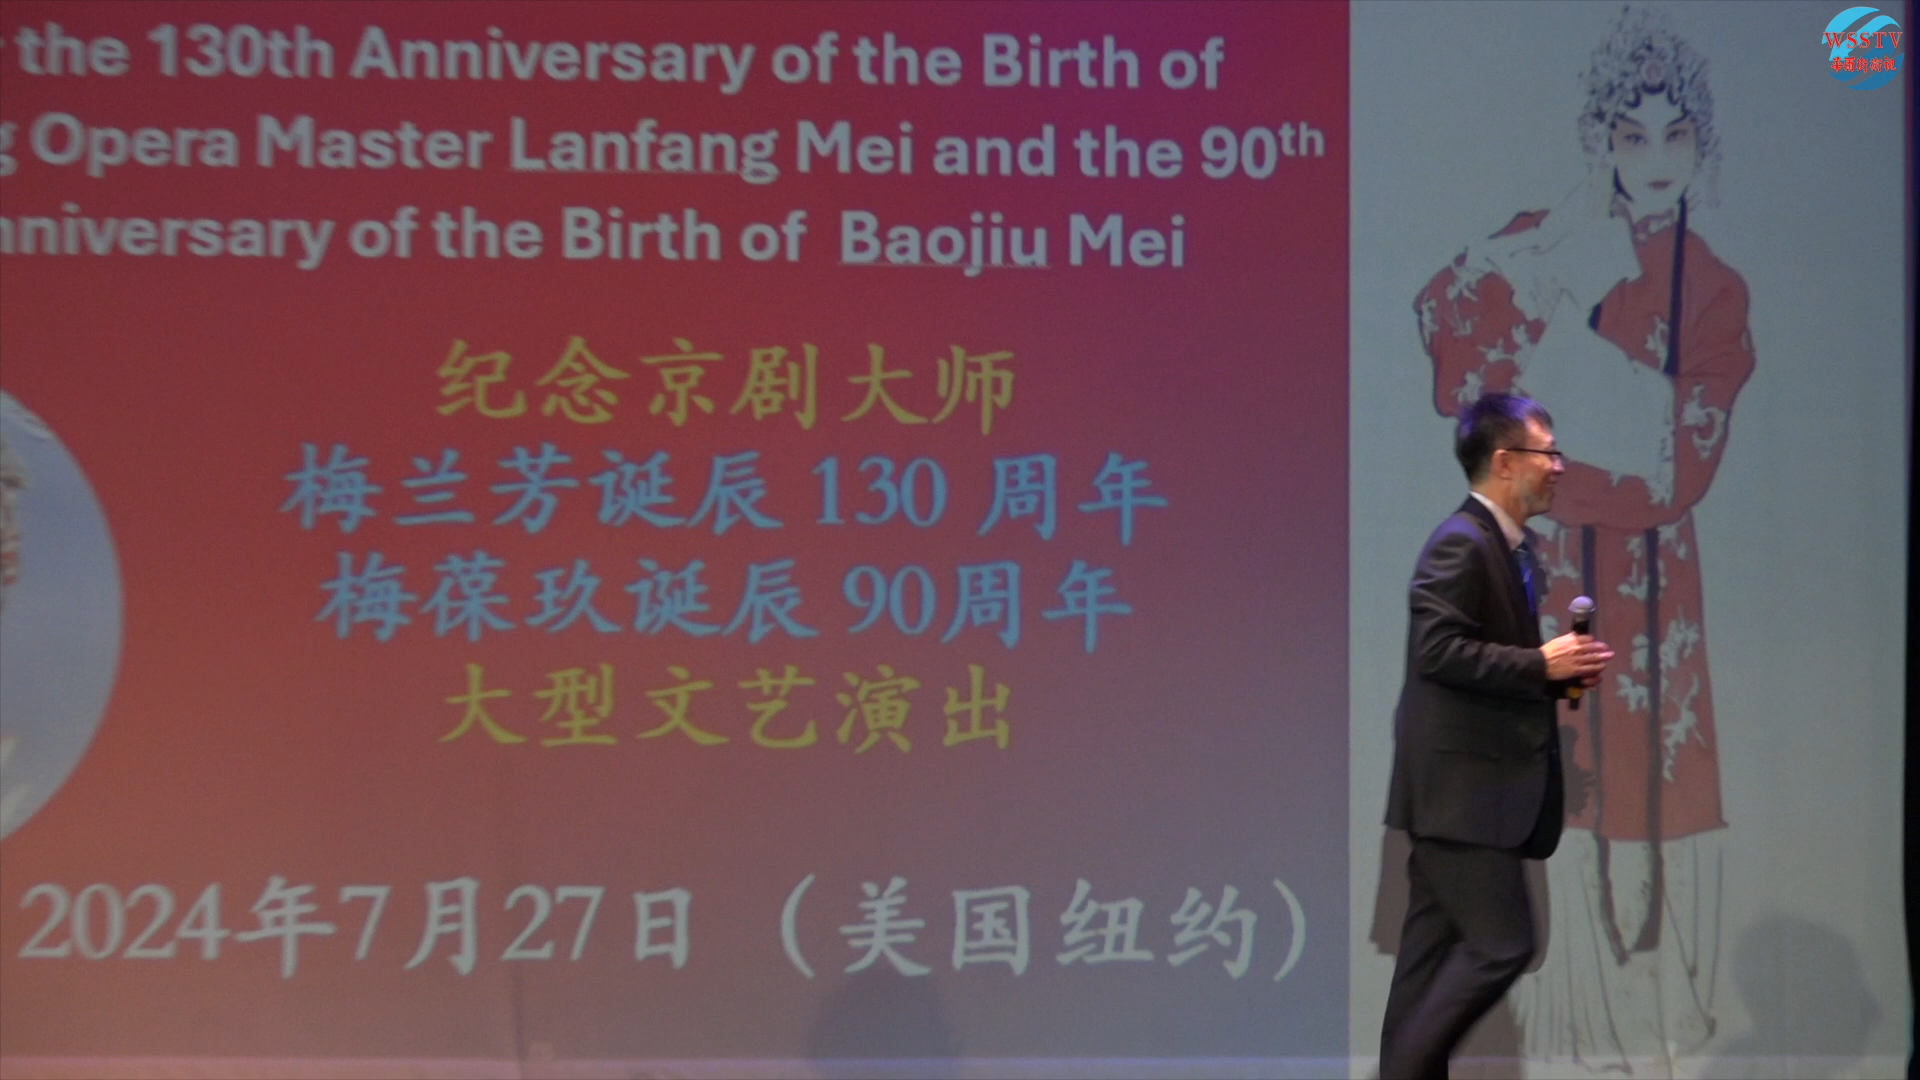 the 130th Anniversary of the Birth of
Opera Master Lanfang Mei and the 90th
nniversary of the Birth of Baojiu Mei
纪念京剧大师
梅兰芳诞辰 130 周年
梅葆玖诞辰 90周年
大型文艺演出
2024年7月27日（美国纽约）
WSSTV